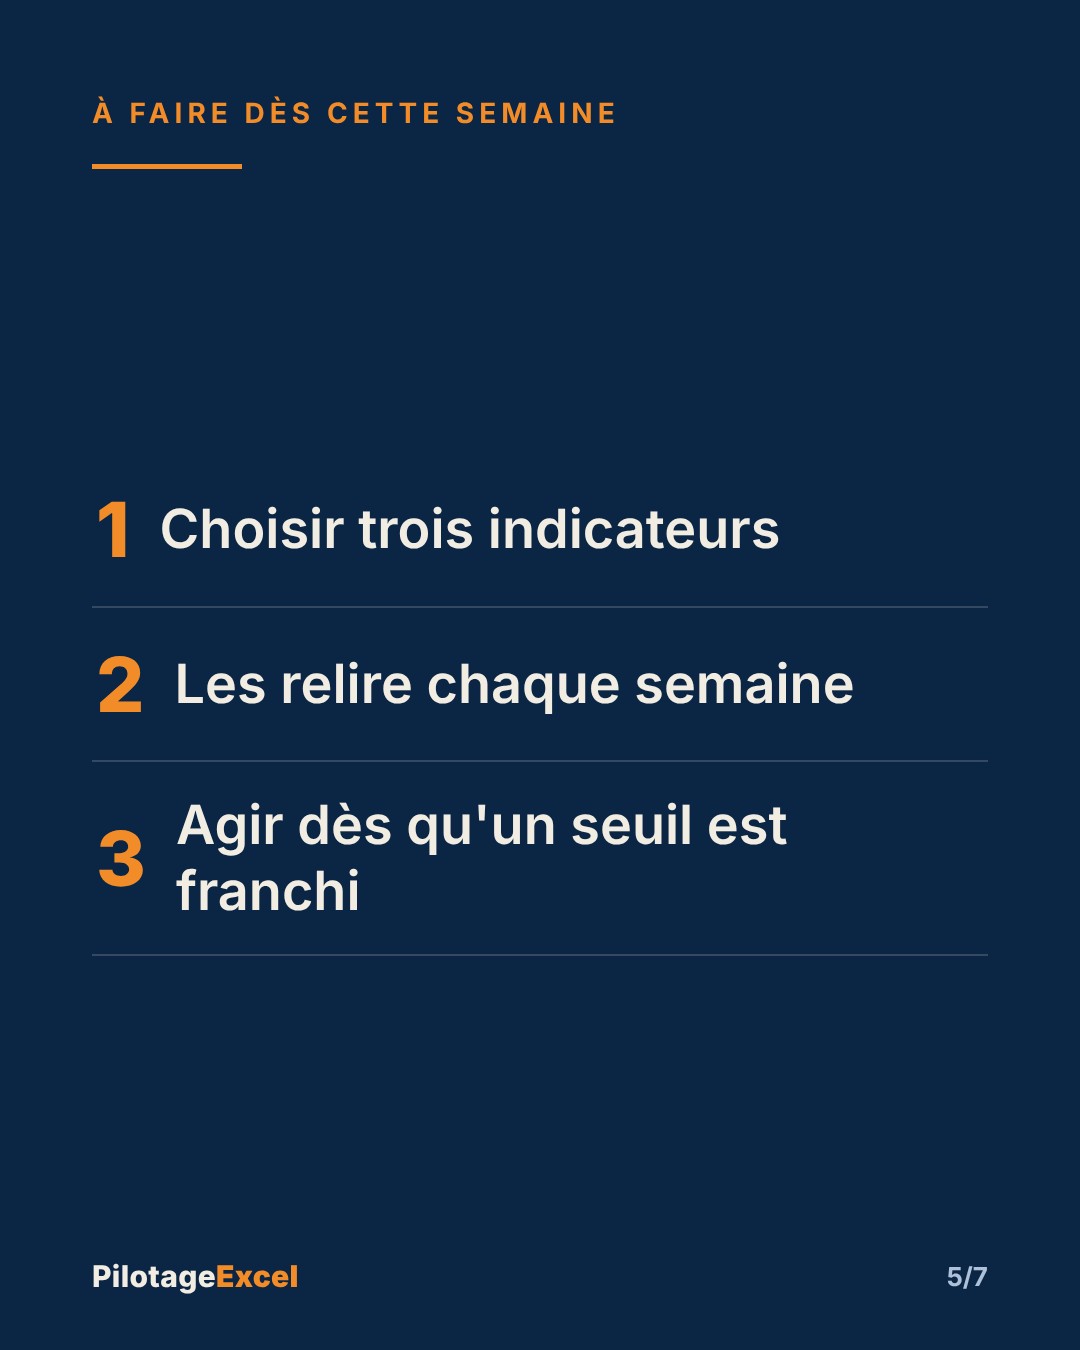 À FAIRE DÈS CETTE SEMAINE
1 Choisir trois indicateurs
2 Les relire chaque semaine
3 Agir dès qu'un seuil est
franchi
PilotageExcel
5/7